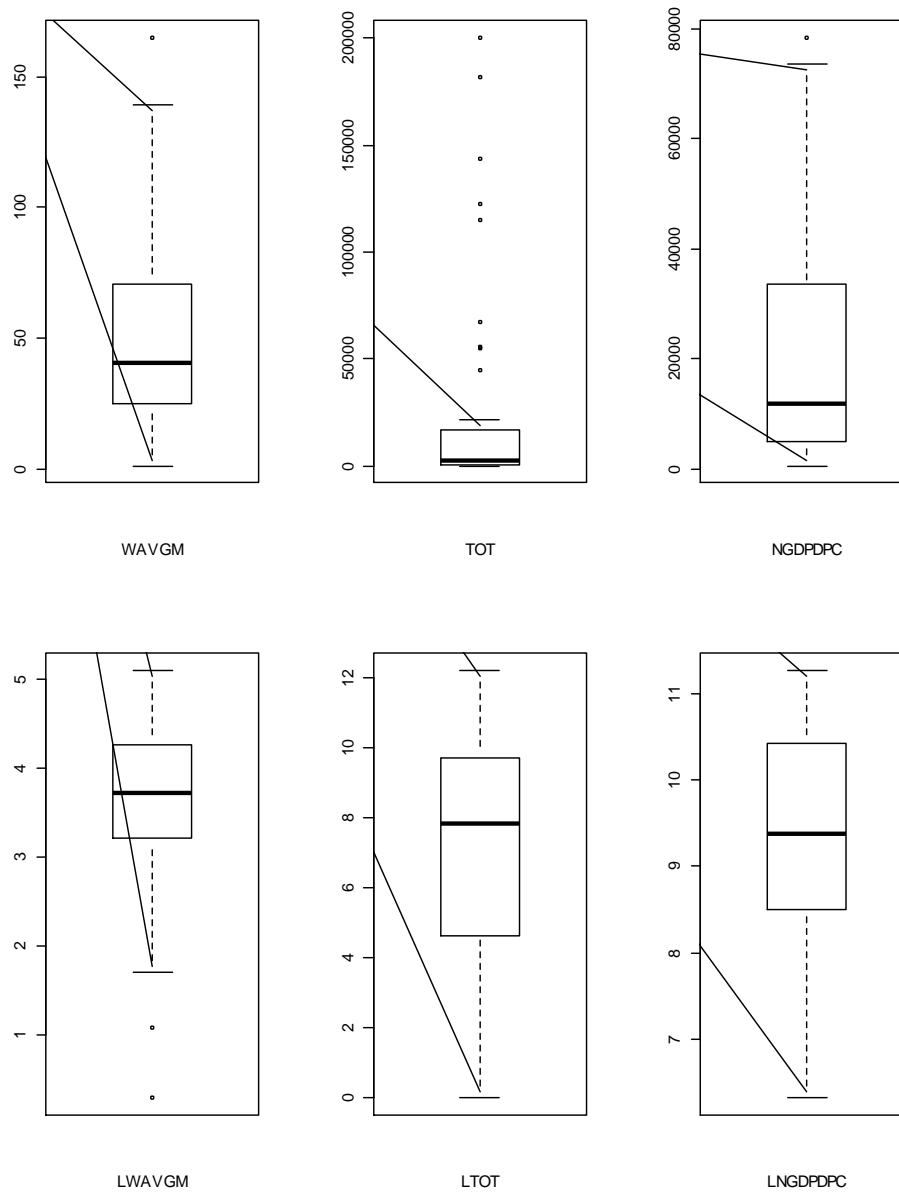 0 50 100 150
WAVGM
0 50000 100000 150000 200000
TOT
0 20000 40000 60000 80000
NGDPDPC
1 2 3 4 5
LWAVGM
0 2 4 6 8 10 12
LTOT
7 8 9 10 11
LNGDPDPC